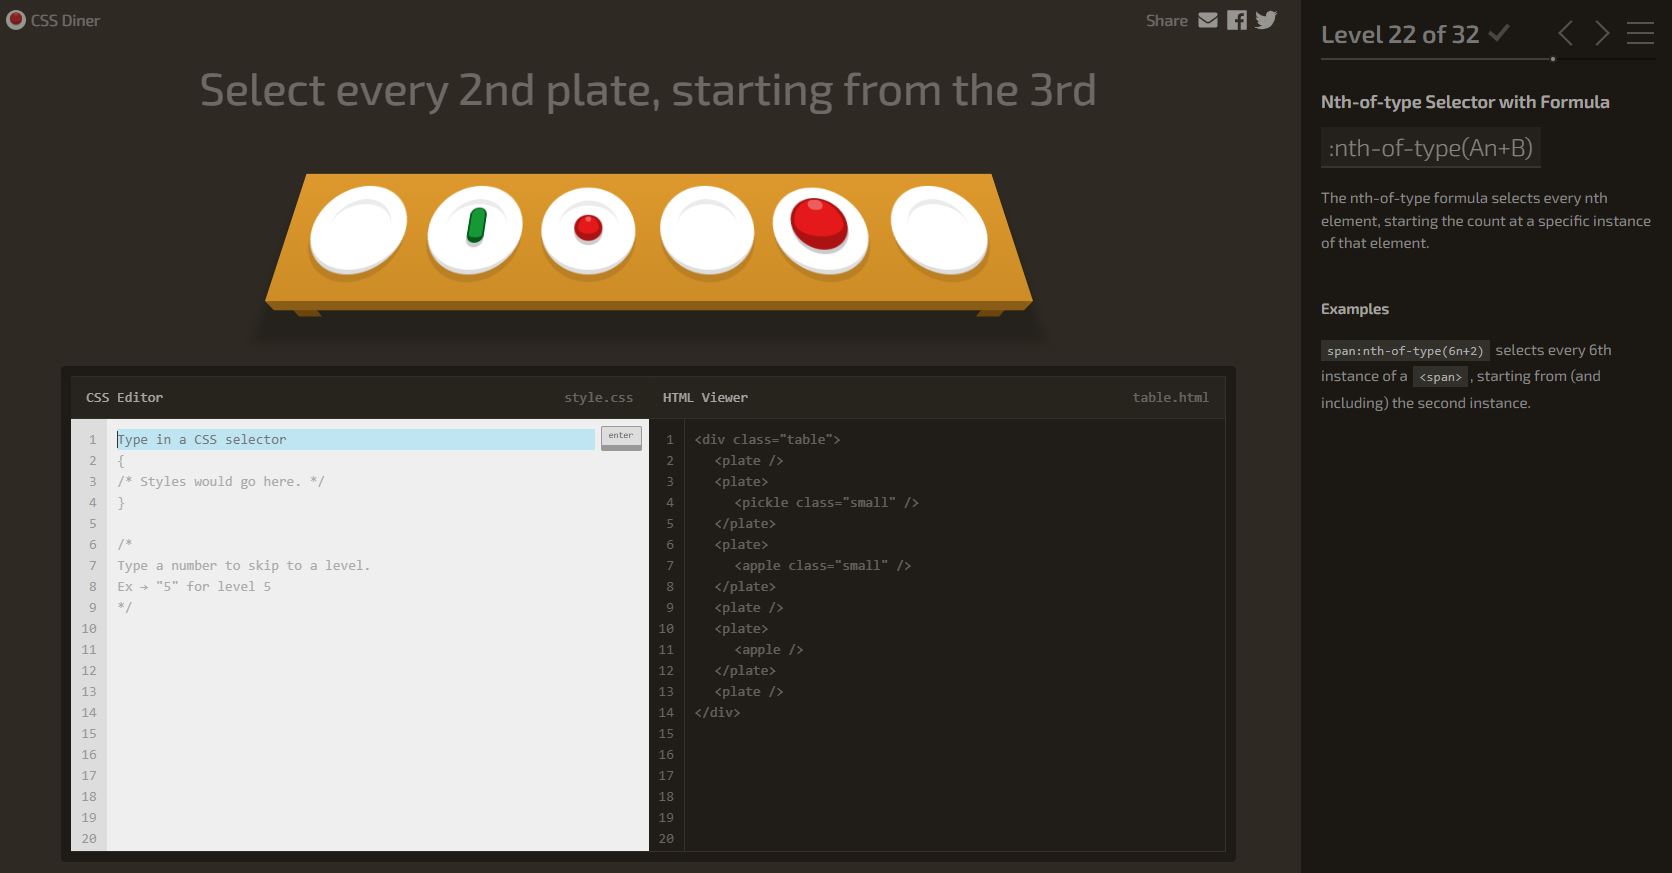 CSS Diner
Share
Select every 2nd plate, starting from the 3rd
CSS Editor
style.css
1 Type in a CSS selector
enter
2 {
3 /* Styles would go here. */
4 }
5
6 /*
7 Type a number to skip to a level.
8 Ex → "5" for level 5
9 */
10
11
12
13
14
15
16
17
18
19
20
HTML Viewer
table.html
1 <div class="table">
2 <plate />
3 <plate>
4 <pickle class="small" />
5 </plate>
6 <plate>
7 <apple class="small" />
8 </plate>
9 <plate />
10 <plate>
11 <apple />
12 </plate>
13 <plate />
14 </div>
15
16
17
18
19
20
Level 22 of 32
Nth-of-type Selector with Formula
:nth-of-type(An+B)
The nth-of-type formula selects every nth
element, starting the count at a specific instance
of that element.
Examples
span:nth-of-type(6n+2) selects every 6th
instance of a <span>, starting from (and
including) the second instance.